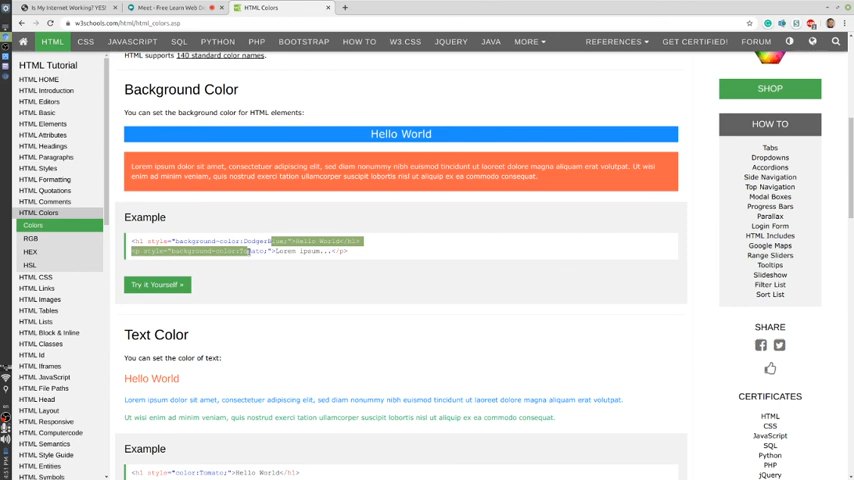 Is My Internet Working? YES!
Meet - Free Learn Web D
HTML Colors
w3schools.com/html/html_colors.asp
HTML CSS JAVASCRIPT SQL PYTHON PHP BOOTSTRAP HOW TO W3.CSS JQUERY JAVA MORE REFERENCES GET CERTIFIED! FORUM
HTML Tutorial
HTML HOME
HTML Introduction
HTML Editors
HTML Basic
HTML Elements
HTML Attributes
HTML Headings
HTML Paragraphs
HTML Styles
HTML Formatting
HTML Quotations
HTML Comments
HTML Colors
Colors
RGB
HEX
HSL
HTML CSS
HTML Links
HTML Images
HTML Tables
HTML Lists
HTML Block & Inline
HTML Classes
HTML Id
HTML Iframes
HTML JavaScript
HTML File Paths
HTML Head
HTML Layout
HTML Responsive
HTML Computercode
HTML Semantics
HTML Style Guide
HTML Entities
HTML Symbols
HTML supports 140 standard color names.
Background Color
You can set the background color for HTML elements:
Hello World
Lorem ipsum dolor sit amet, consectetuer adipiscing elit, sed diam nonummy nibh euismod tincidunt ut laoreet dolore magna aliquam erat volutpat. Ut wisi
enim ad minim veniam, quis nostrud exerci tation ullamcorper suscipit lobortis nisl ut aliquip ex ea commodo consequat.
Example
<h1 style="background-color:DodgerBlue;">Hello World</h1>
<p style="background-color:Tomato;">Lorem ipsum...</p>
Try it Yourself »
Text Color
You can set the color of text:
Hello World
Lorem ipsum dolor sit amet, consectetuer adipiscing elit, sed diam nonummy nibh euismod tincidunt ut laoreet dolore magna aliquam erat volutpat.
Ut wisi enim ad minim veniam, quis nostrud exerci tation ullamcorper suscipit lobortis nisl ut aliquip ex ea commodo consequat.
Example
<h1 style="color:Tomato;">Hello World</h1>
SHOP
HOW TO
Tabs
Dropdowns
Accordions
Side Navigation
Top Navigation
Modal Boxes
Progress Bars
Parallax
Login Form
HTML Includes
Google Maps
Range Sliders
Tooltips
Slideshow
Filter List
Sort List
SHARE
CERTIFICATES
HTML
CSS
JavaScript
SQL
Python
PHP
jQuery
4:51 PM